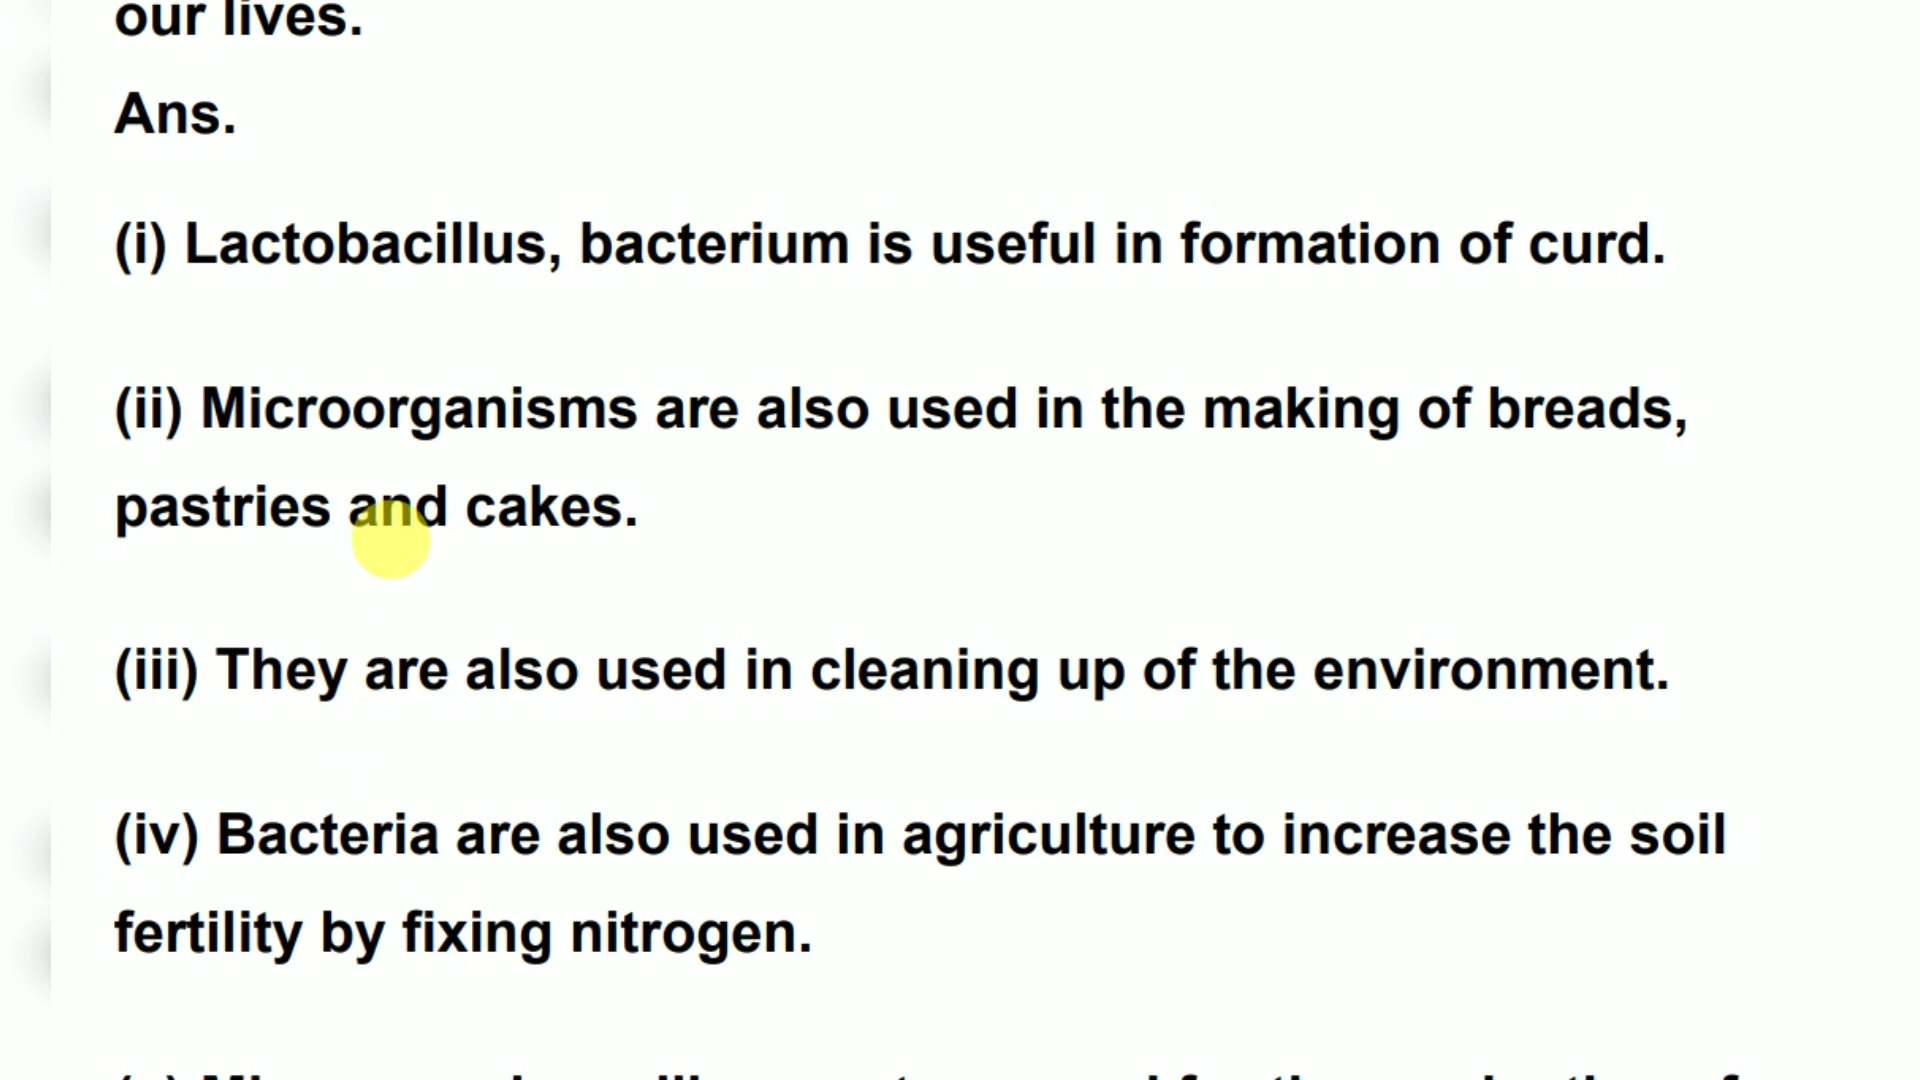 our lives.
Ans.
(i) Lactobacillus, bacterium is useful in formation of curd.
(ii) Microorganisms are also used in the making of breads,
pastries and cakes.
(iii) They are also used in cleaning up of the environment.
(iv) Bacteria are also used in agriculture to increase the soil
fertility by fixing nitrogen.